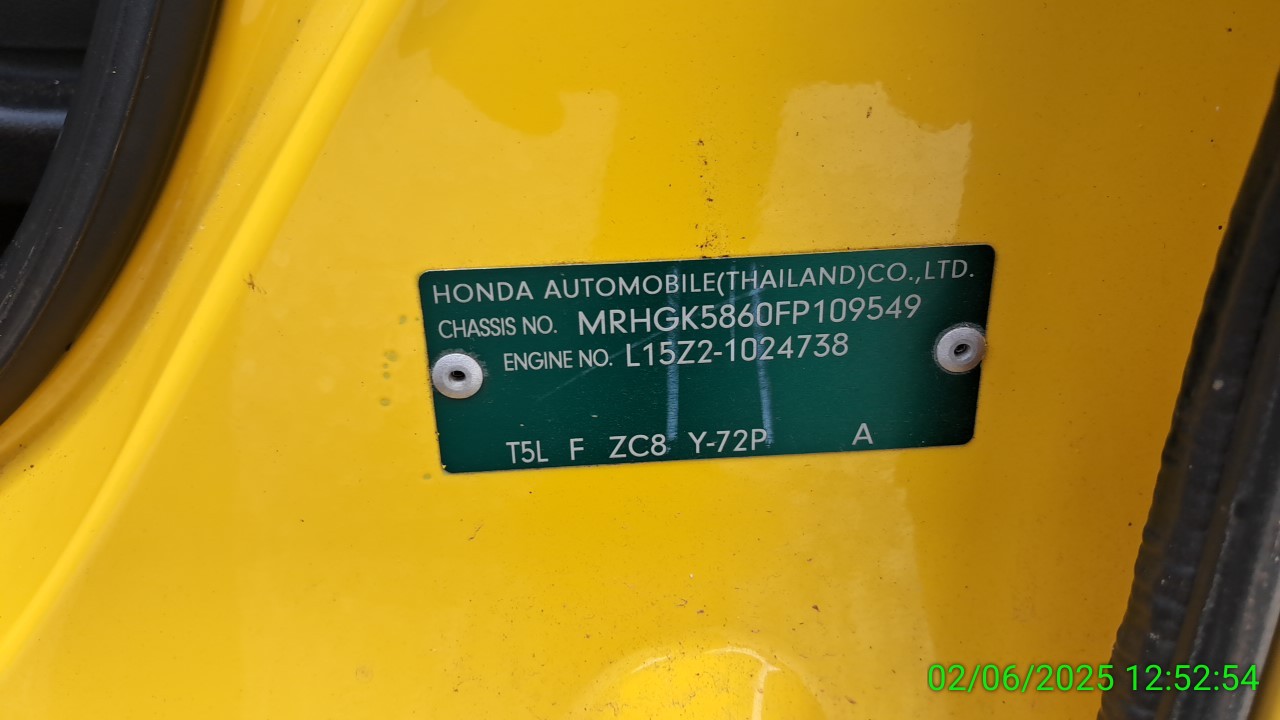 HONDA AUTOMOBILE(THAILAND)CO.,LTD.
CHASSIS NO. MRHGK5860FP109549
ENGINE NO. L15Z2-1024738
T5L F ZC8 Y-72P A
02/06/2025 12:52:54